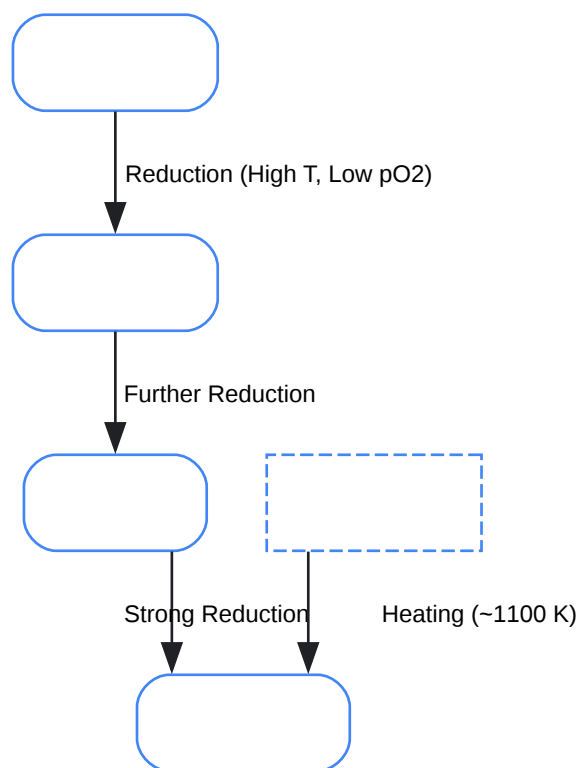 Reduction (High T, Low pO2)
Further Reduction
Strong Reduction
Heating (~1100 K)